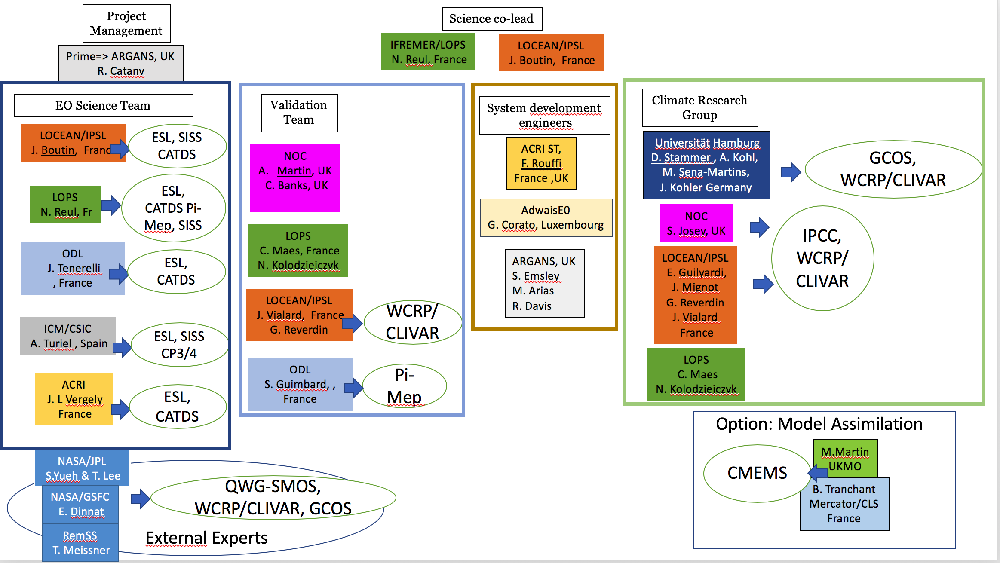 Project
Management
Prime=> ARGANS, UK
R. Catany
Science co-lead
IFREMER/LOPS
N. Reul, France
LOCEAN/IPSL
J. Boutin,  France
EO Science Team
LOCEAN/IPSL
J. Boutin,  Franc
ESL, SISS
CATDS
LOPS
N. Reul, Fr
ESL,
CATDS Pi-
Mep, SISS
ODL
J. Tenerelli
, France
ESL,
CATDS
ICM/CSIC
A. Turiel , Spain
ESL, SISS
CP3/4
ACRI
J. L Vergely
France
ESL,
CATDS
Validation
Team
NOC
A.   Martin, UK
C. Banks, UK
LOPS
C. Maes, France
N. Kolodziejczyk
LOCEAN/IPSL
J. Vialard,  France
G. Reverdin
WCRP/
CLIVAR
ODL
S. Guimbard, ,
France
Pi-
Mep
System development
engineers
ACRI ST,
F. Rouffi
France ,UK
AdwaisE0
G. Corato, Luxembourg
ARGANS, UK
S. Emsley
M. Arias
R. Davis
Climate Research
Group
Universität Hamburg
D. Stammer , A. Kohl,
M. Sena-Martins,
J. Kohler Germany
GCOS,
WCRP/CLIVAR
NOC
S. Josey, UK
LOCEAN/IPSL
E. Guilyardi,
J. Mignot
G. Reverdin
J. Vialard
France
IPCC,
WCRP/
CLIVAR
LOPS
C. Maes
N. Kolodziejczyk
Option: Model Assimilation
CMEMS
M.Martin
UKMO
B. Tranchant
Mercator/CLS
France
NASA/JPL
S.Yueh & T. Lee
NASA/GSFC
E. Dinnat
RemSS
T. Meissner
QWG-SMOS,
WCRP/CLIVAR, GCOS
External Experts